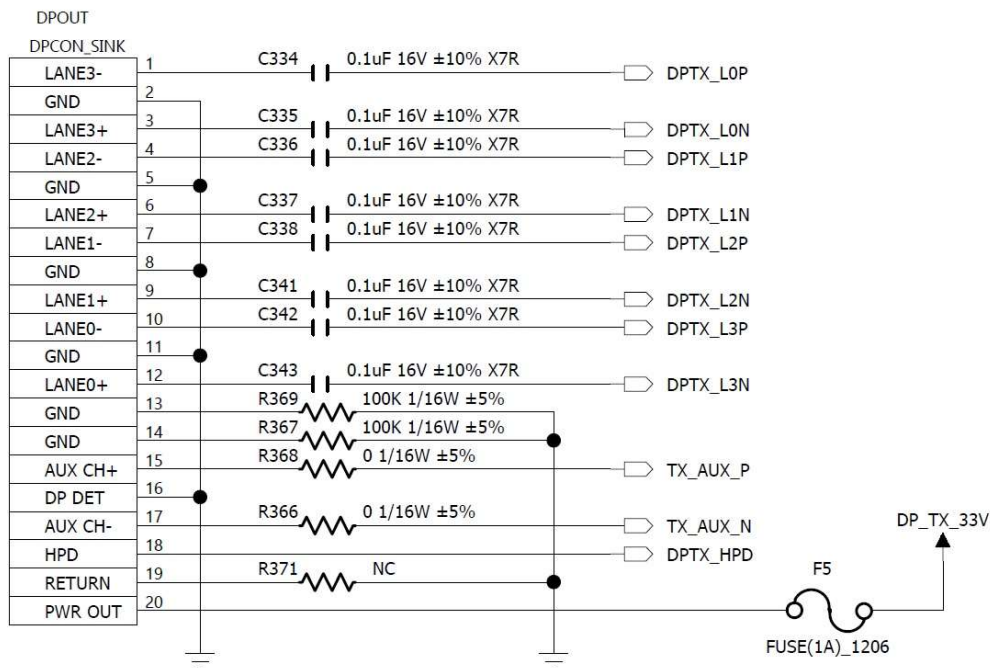 DPOUT
DPCON_SINK
LANE3- 1 C334 0.1uF 16V ±10% X7R DPTX_L0P
GND 2
LANE3+ 3 C335 0.1uF 16V ±10% X7R DPTX_L0N
LANE2- 4 C336 0.1uF 16V ±10% X7R DPTX_L1P
GND 5
LANE2+ 6 C337 0.1uF 16V ±10% X7R DPTX_L1N
LANE1- 7 C338 0.1uF 16V ±10% X7R DPTX_L2P
GND 8
LANE1+ 9 C341 0.1uF 16V ±10% X7R DPTX_L2N
LANE0- 10 C342 0.1uF 16V ±10% X7R DPTX_L3P
GND 11
LANE0+ 12 C343 0.1uF 16V ±10% X7R DPTX_L3N
GND 13 R369 100K 1/16W ±5%
GND 14 R367 100K 1/16W ±5%
AUX CH+ 15 R368 0 1/16W ±5% TX_AUX_P
DP DET 16
AUX CH- 17 R366 0 1/16W ±5% TX_AUX_N
DP_TX_33V
HPD 18 DPTX_HPD
RETURN 19 R371 NC
F5
PWR OUT 20
FUSE(1A)_1206